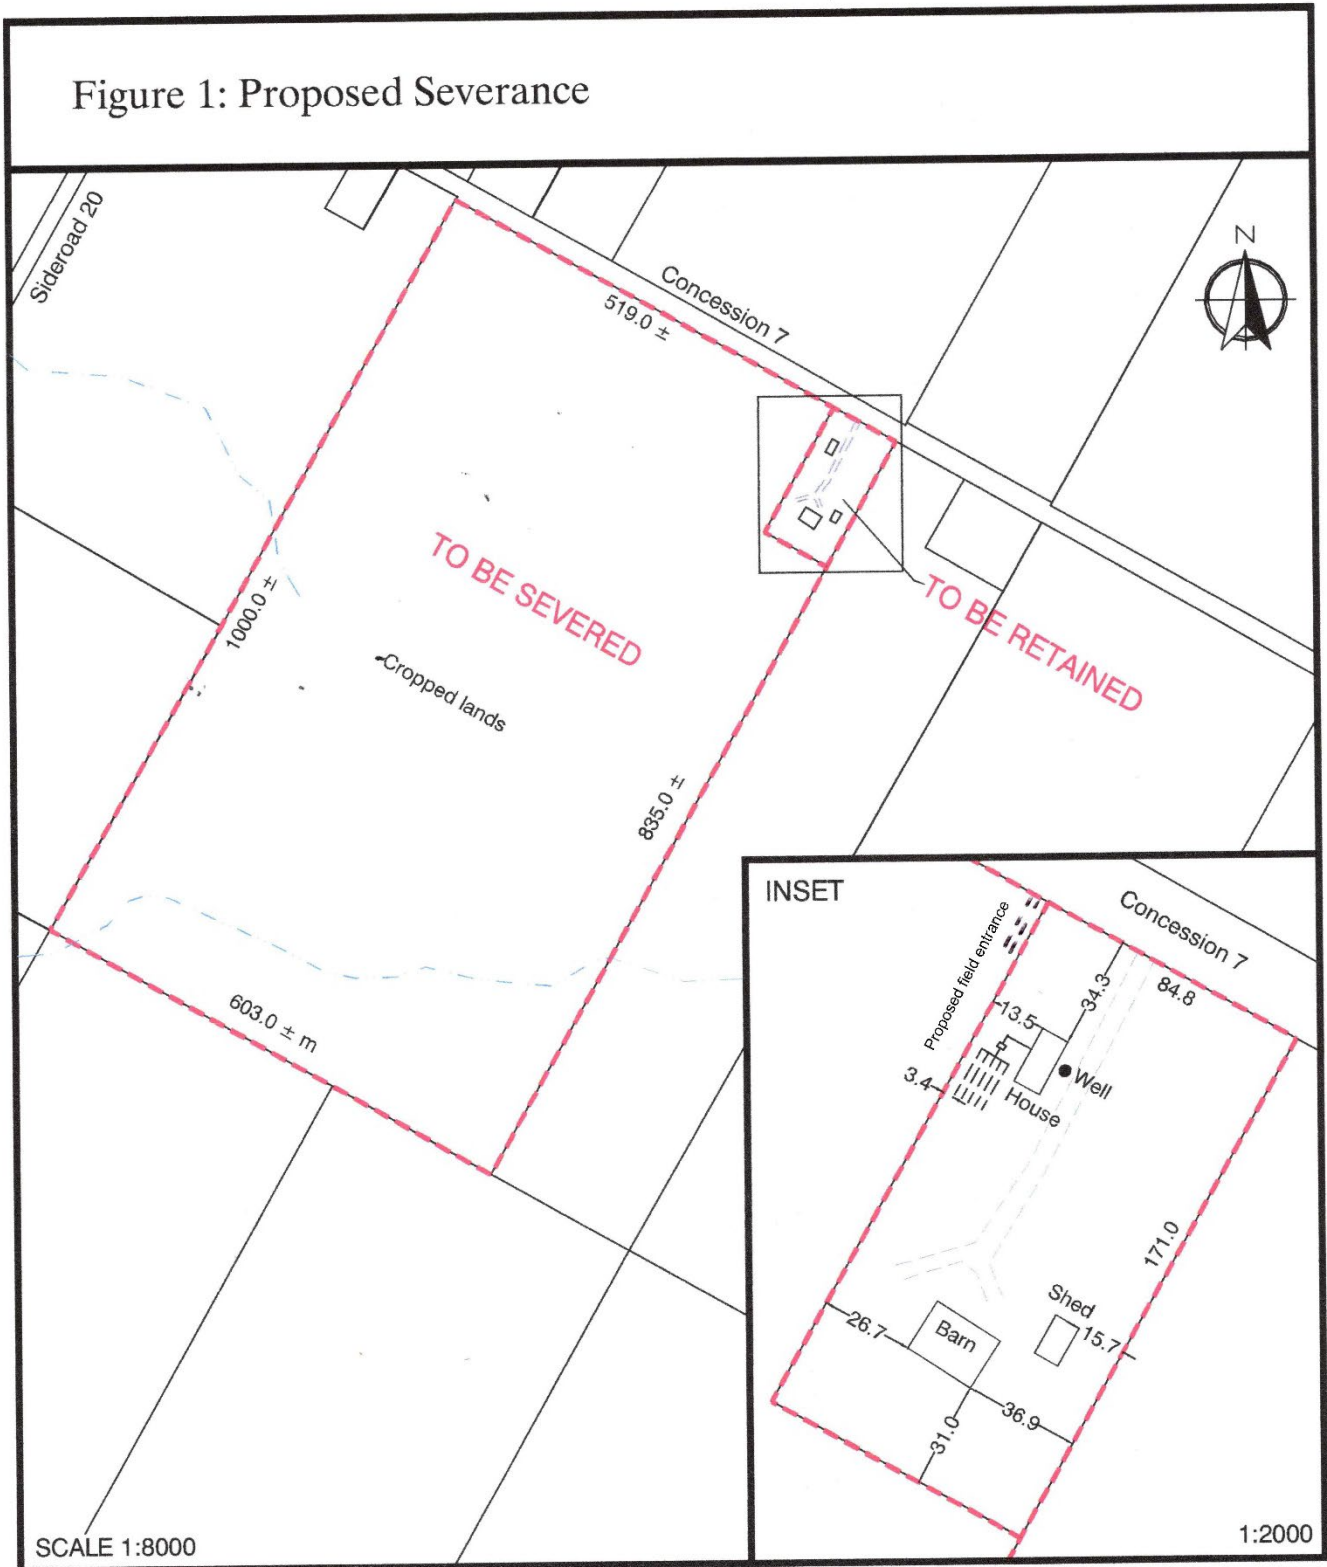 Figure 1: Proposed Severance
Sideroad 20
N
Concession 7
519.0 ±
TO BE SEVERED
1000.0 ±
TO BE RETAINED
Cropped lands
835.0 ±
603.0 ± m
SCALE 1:8000
INSET
Concession 7
Proposed field entrance
84.8
34.3
13.5
3.4
Well
House
171.0
Shed
15.7
26.7
Barn
36.9
31.0
1:2000